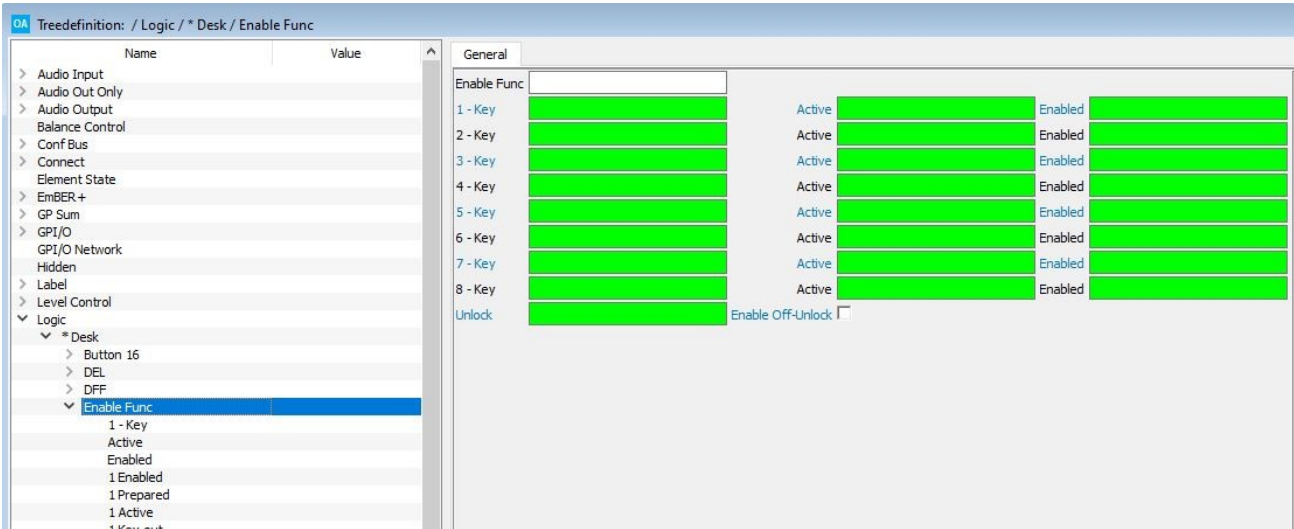 OA Treedefinition: / Logic / * Desk / Enable Func
Name Value
Audio Input
Audio Out Only
Audio Output
Balance Control
Conf Bus
Connect
Element State
EmBER+
GP Sum
GPI/O
GPI/O Network
Hidden
Label
Level Control
Logic
* Desk
Button 16
DEL
DFF
Enable Func
1 - Key
Active
Enabled
1 Enabled
1 Prepared
1 Active
1 Key out
General
Enable Func
1 - Key Active Enabled
2 - Key Active Enabled
3 - Key Active Enabled
4 - Key Active Enabled
5 - Key Active Enabled
6 - Key Active Enabled
7 - Key Active Enabled
8 - Key Active Enabled
Unlock Enable Off-Unlock